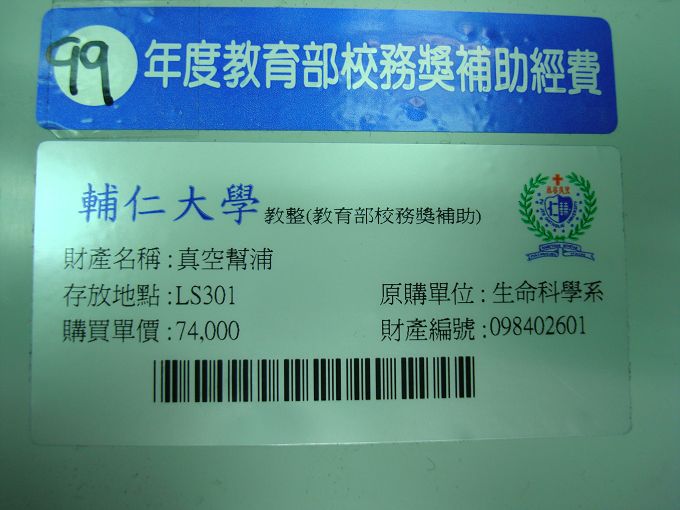 99年度教育部校務獎補助經費
輔仁大學 教整(教育部校務獎補助)
財產名稱:真空幫浦
存放地點:LS301 原購單位:生命科學系
購買單價:74,000 財產編號:098402601